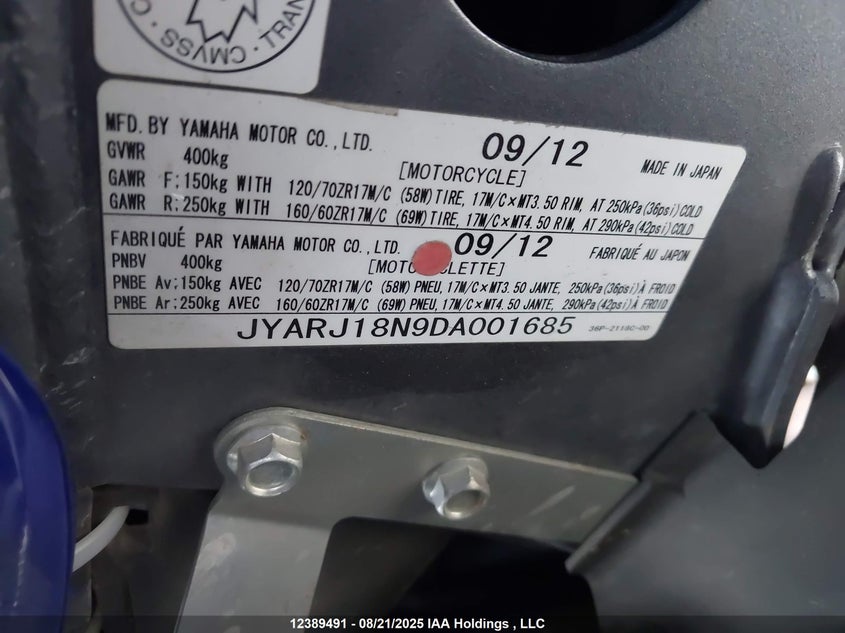 CMVSS · TRAN
MFD. BY YAMAHA MOTOR CO., LTD. 09/12 MADE IN JAPAN
GVWR 400kg [MOTORCYCLE]
GAWR F:150kg WITH 120/70ZR17M/C (58W) TIRE, 17M/C×MT3.50 RIM, AT 250kPa(36psi)COLD
GAWR R:250kg WITH 160/60ZR17M/C (69W)TIRE, 17M/C×MT4.50 RIM, AT 290kPa(42psi)COLD
FABRIQUÉ PAR YAMAHA MOTOR CO., LTD. 09/12 FABRIQUÉ AU JAPON
PNBV 400kg
PNBE Av:150kg AVEC 120/70ZR17M/C (58W) PNEU, 17M/C×MT3.50 JANTE, 250kPa(36psi)À FROID
PNBE Ar:250kg AVEC 160/60ZR17M/C (69W) PNEU, 17M/C×MT4.50 JANTE, 290kPa(42psi)À FROID
JYARJ18N9DA001685 36P-2118C-00
12389491 - 08/21/2025 IAA Holdings , LLC